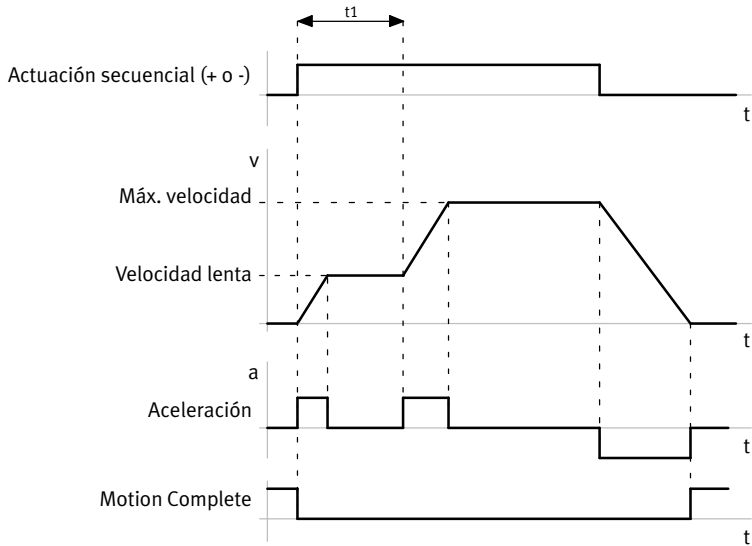 t1
Actuación secuencial (+ o -)
t
v
Máx. velocidad
Velocidad lenta
t
a
Aceleración
t
Motion Complete
t